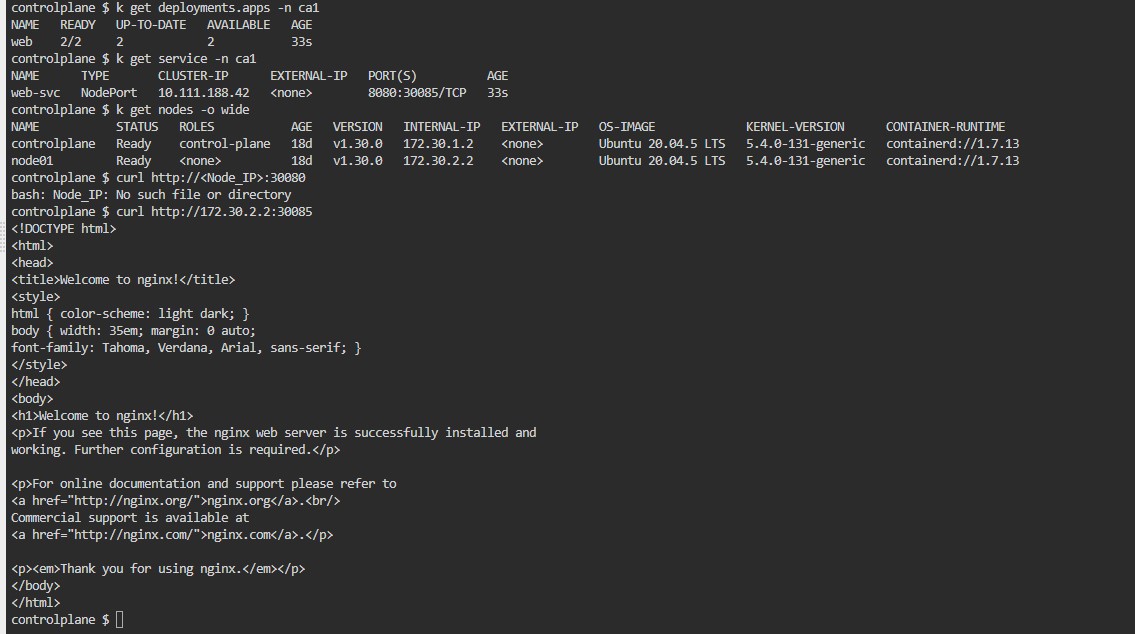 controlplane $ k get deployments.apps -n ca1
NAME   READY   UP-TO-DATE   AVAILABLE   AGE
web    2/2     2            2           33s
controlplane $ k get service -n ca1
NAME      TYPE       CLUSTER-IP      EXTERNAL-IP   PORT(S)          AGE
web-svc   NodePort   10.111.188.42   <none>        8080:30085/TCP   33s
controlplane $ k get nodes -o wide
NAME           STATUS   ROLES           AGE   VERSION   INTERNAL-IP   EXTERNAL-IP   OS-IMAGE             KERNEL-VERSION      CONTAINER-RUNTIME
controlplane   Ready    control-plane   18d   v1.30.0   172.30.1.2    <none>        Ubuntu 20.04.5 LTS   5.4.0-131-generic   containerd://1.7.13
node01         Ready    <none>          18d   v1.30.0   172.30.2.2    <none>        Ubuntu 20.04.5 LTS   5.4.0-131-generic   containerd://1.7.13
controlplane $ curl http://<Node_IP>:30080
bash: Node_IP: No such file or directory
controlplane $ curl http://172.30.2.2:30085
<!DOCTYPE html>
<html>
<head>
<title>Welcome to nginx!</title>
<style>
html { color-scheme: light dark; }
body { width: 35em; margin: 0 auto;
font-family: Tahoma, Verdana, Arial, sans-serif; }
</style>
</head>
<body>
<h1>Welcome to nginx!</h1>
<p>If you see this page, the nginx web server is successfully installed and
working. Further configuration is required.</p>

<p>For online documentation and support please refer to
<a href="http://nginx.org/">nginx.org</a>.<br/>
Commercial support is available at
<a href="http://nginx.com/">nginx.com</a>.</p>

<p><em>Thank you for using nginx.</em></p>
</body>
</html>
controlplane $